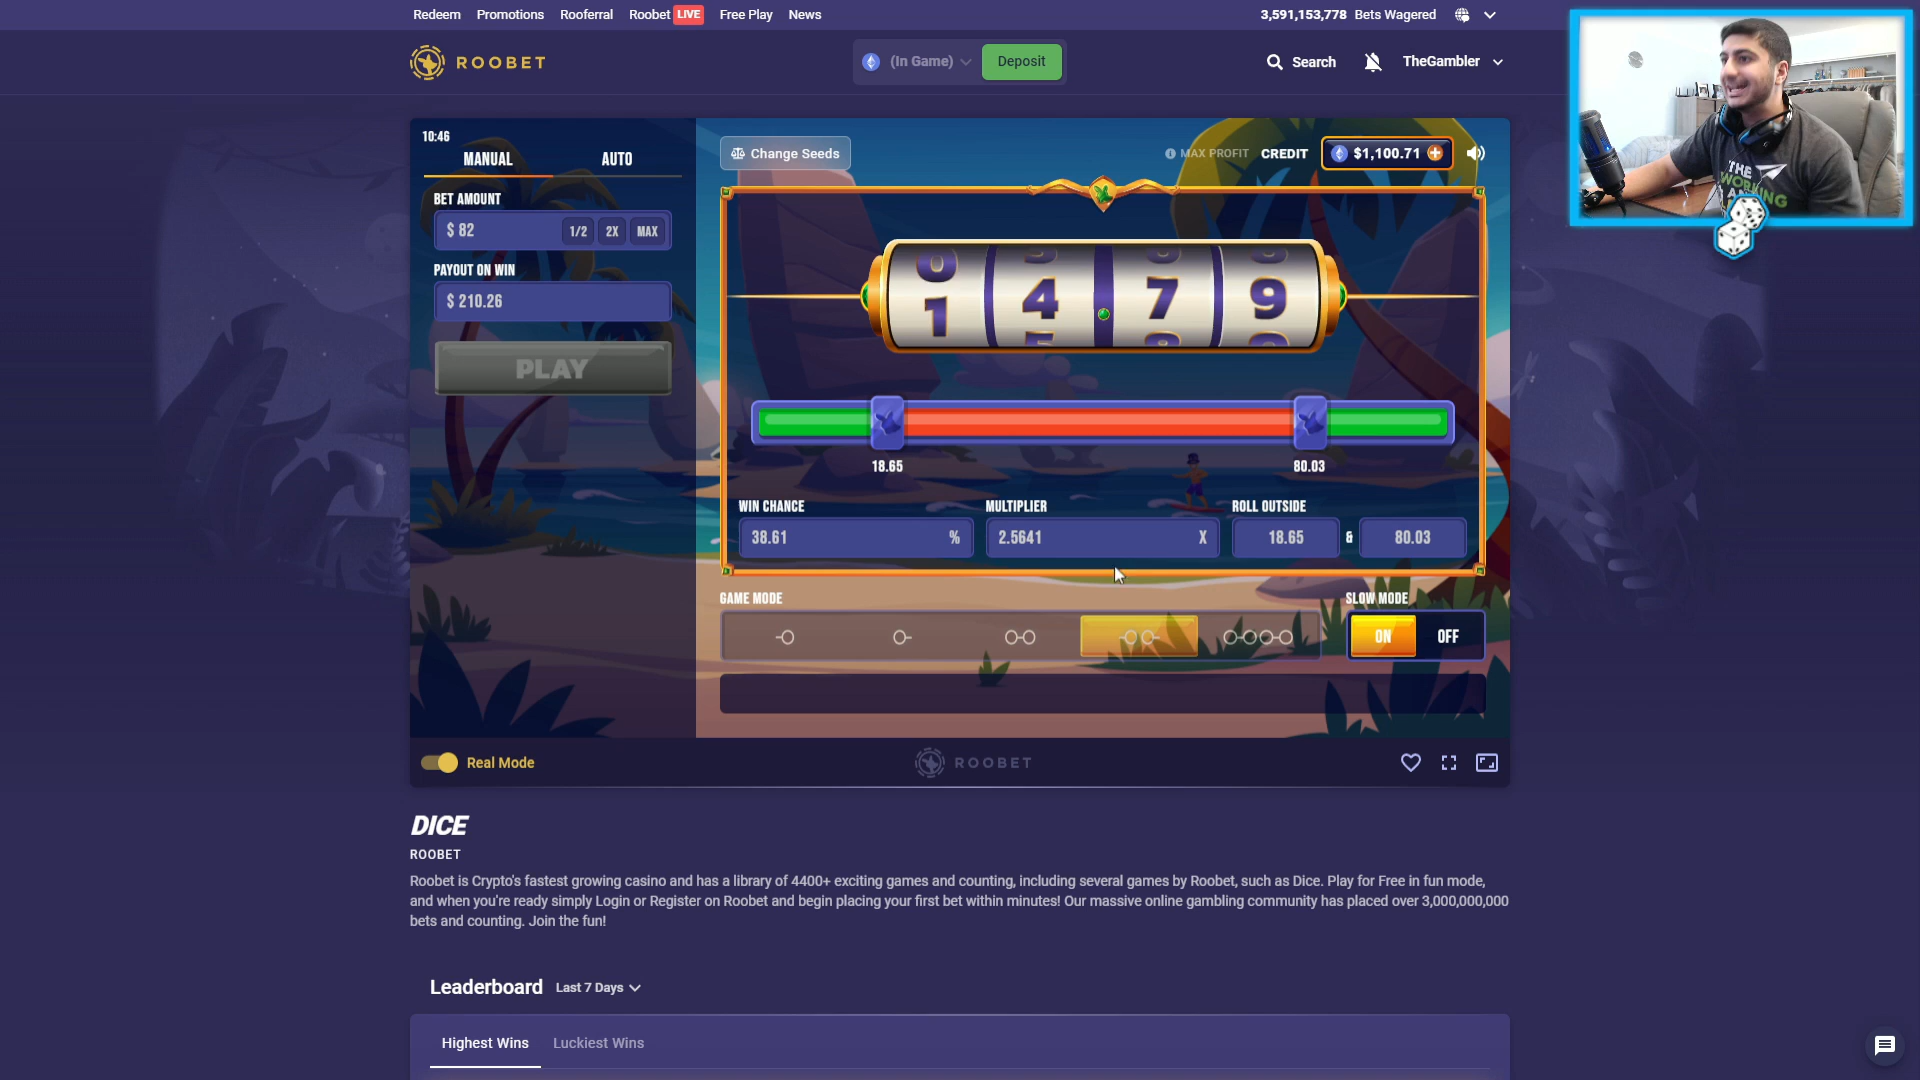 Redeem Promotions Rooferral Roobet LIVE Free Play News
3,591,153,778 Bets Wagered
ROOBET
(In Game)
Deposit
Search
TheGambler
10:46
MANUAL AUTO
BET AMOUNT
$ 82
1/2 2X MAX
PAYOUT ON WIN
$ 210.26
PLAY
Change Seeds
MAX PROFIT
CREDIT
$1,100.71
0
1 4 7 9
5 8 0
18.65 80.03
WIN CHANCE MULTIPLIER ROLL OUTSIDE
38.61 % 2.5641 X 18.65 & 80.03
GAME MODE
SLOW MODE
ON OFF
Real Mode
ROOBET
DICE
ROOBET
Roobet is Crypto's fastest growing casino and has a library of 4400+ exciting games and counting, including several games by Roobet, such as Dice. Play for Free in fun mode,
and when you're ready simply Login or Register on Roobet and begin placing your first bet within minutes! Our massive online gambling community has placed over 3,000,000,000
bets and counting. Join the fun!
Leaderboard Last 7 Days
Highest Wins Luckiest Wins
THE
WORKING